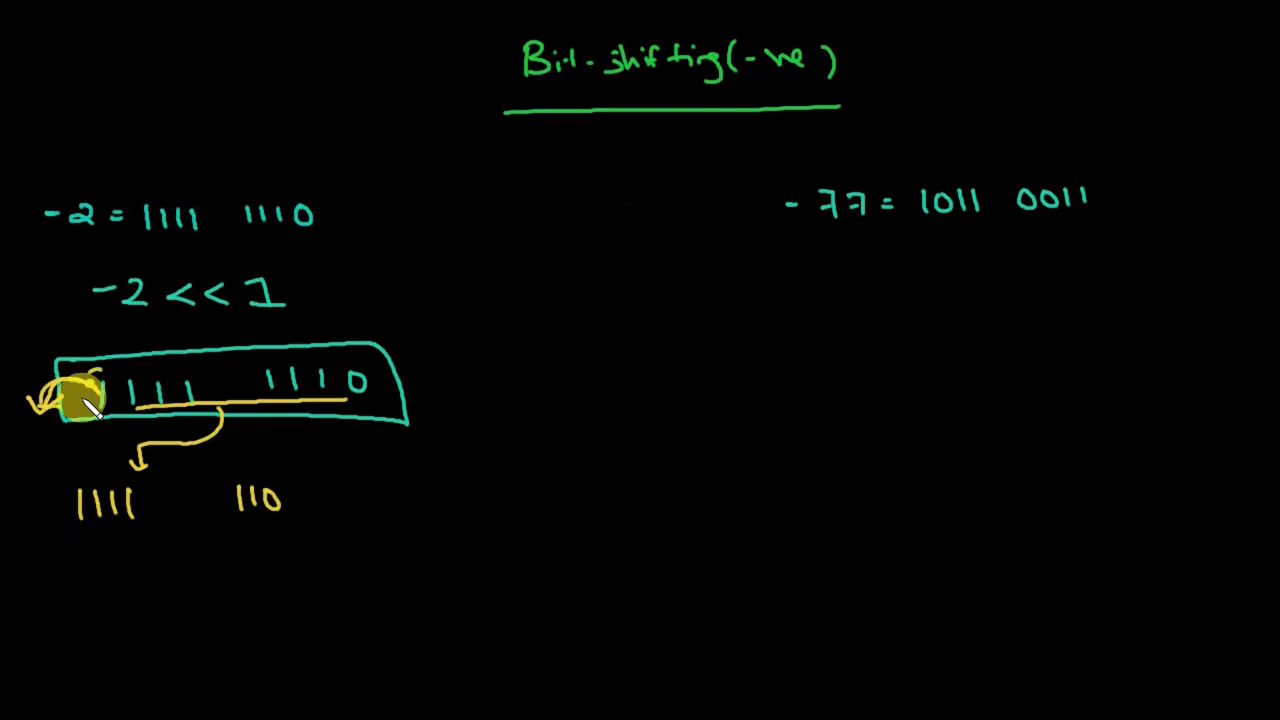 Bit-shifting(-ve)
-2 = 1111 1110
-77 = 1011 0011
-2 << 1
1111 1110
1111 110